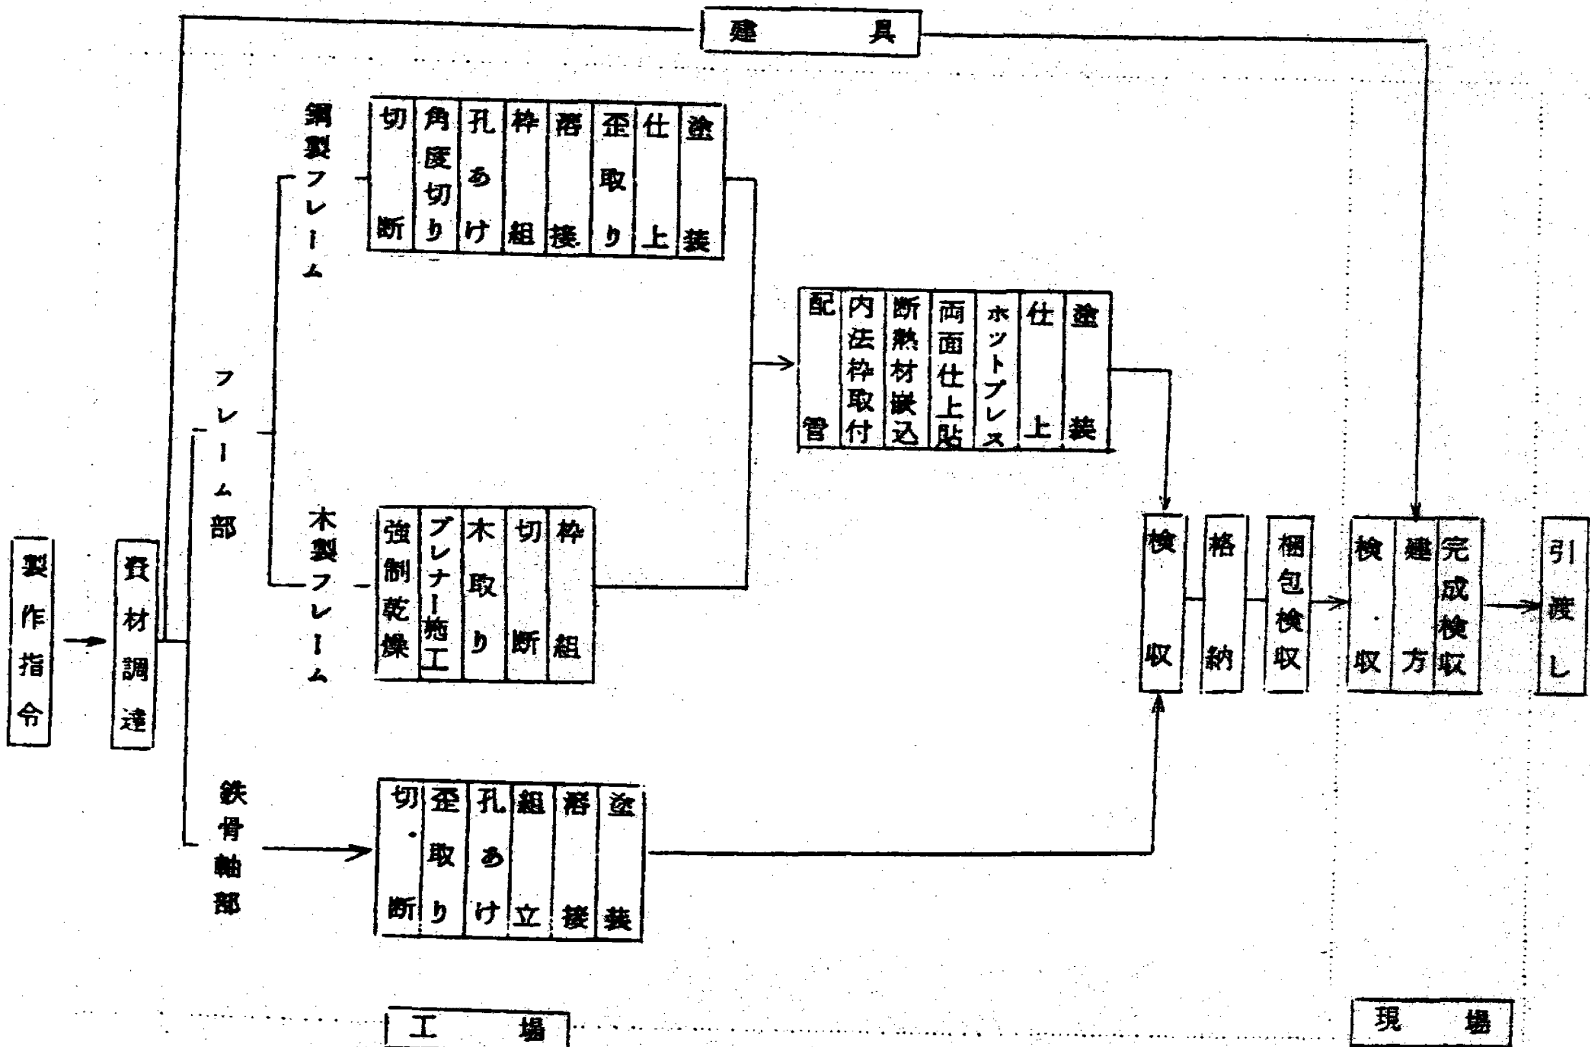 建具
鋼製フレーム
切断
角度切り
孔あけ
枠組
溶接
歪取り
仕上
塗装
配管
内法枠取付
断熱材嵌込
両面仕上貼
ホットプレス
仕上
塗装
フレーム部
木製フレーム
強制乾燥
プレナー施工
木取り
切断
枠組
製作指令
資材調達
鉄骨軸部
切断
歪取り
孔あけ
組立
溶接
塗装
検収
格納
梱包検収
検収
建方
完成検収
引渡し
工場
現場